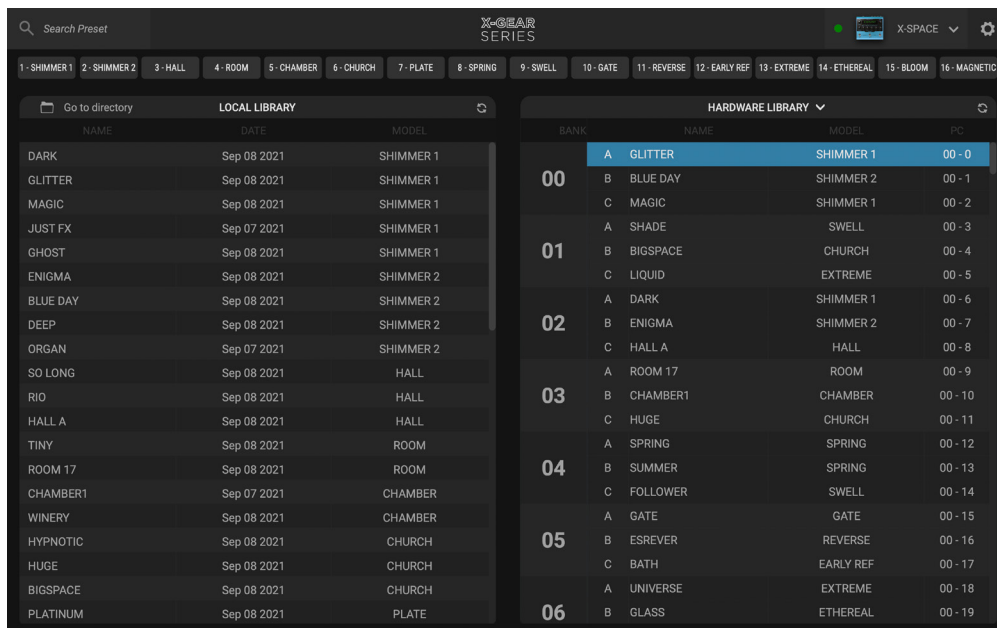 Search Preset
X-GEAR
SERIES
X-SPACE
1 - SHIMMER 1 2 - SHIMMER 2 3 - HALL 4 - ROOM 5 - CHAMBER 6 - CHURCH 7 - PLATE 8 - SPRING 9 - SWELL 10 - GATE 11 - REVERSE 12 - EARLY REF 13 - EXTREME 14 - ETHEREAL 15 - BLOOM 16 - MAGNETIC
Go to directory LOCAL LIBRARY
NAME DATE MODEL
DARK Sep 08 2021 SHIMMER 1
GLITTER Sep 08 2021 SHIMMER 1
MAGIC Sep 08 2021 SHIMMER 1
JUST FX Sep 07 2021 SHIMMER 1
GHOST Sep 08 2021 SHIMMER 1
ENIGMA Sep 08 2021 SHIMMER 2
BLUE DAY Sep 08 2021 SHIMMER 2
DEEP Sep 08 2021 SHIMMER 2
ORGAN Sep 07 2021 SHIMMER 2
SO LONG Sep 08 2021 HALL
RIO Sep 08 2021 HALL
HALL A Sep 08 2021 HALL
TINY Sep 08 2021 ROOM
ROOM 17 Sep 08 2021 ROOM
CHAMBER1 Sep 07 2021 CHAMBER
WINERY Sep 08 2021 CHAMBER
HYPNOTIC Sep 08 2021 CHURCH
HUGE Sep 08 2021 CHURCH
BIGSPACE Sep 08 2021 CHURCH
PLATINUM Sep 08 2021 PLATE
HARDWARE LIBRARY
BANK NAME MODEL PC
A GLITTER SHIMMER 1 00 - 0
00 B BLUE DAY SHIMMER 2 00 - 1
C MAGIC SHIMMER 1 00 - 2
A SHADE SWELL 00 - 3
01 B BIGSPACE CHURCH 00 - 4
C LIQUID EXTREME 00 - 5
A DARK SHIMMER 1 00 - 6
02 B ENIGMA SHIMMER 2 00 - 7
C HALL A HALL 00 - 8
A ROOM 17 ROOM 00 - 9
03 B CHAMBER1 CHAMBER 00 - 10
C HUGE CHURCH 00 - 11
A SPRING SPRING 00 - 12
04 B SUMMER SPRING 00 - 13
C FOLLOWER SWELL 00 - 14
A GATE GATE 00 - 15
05 B ESREVER REVERSE 00 - 16
C BATH EARLY REF 00 - 17
A UNIVERSE EXTREME 00 - 18
06 B GLASS ETHEREAL 00 - 19